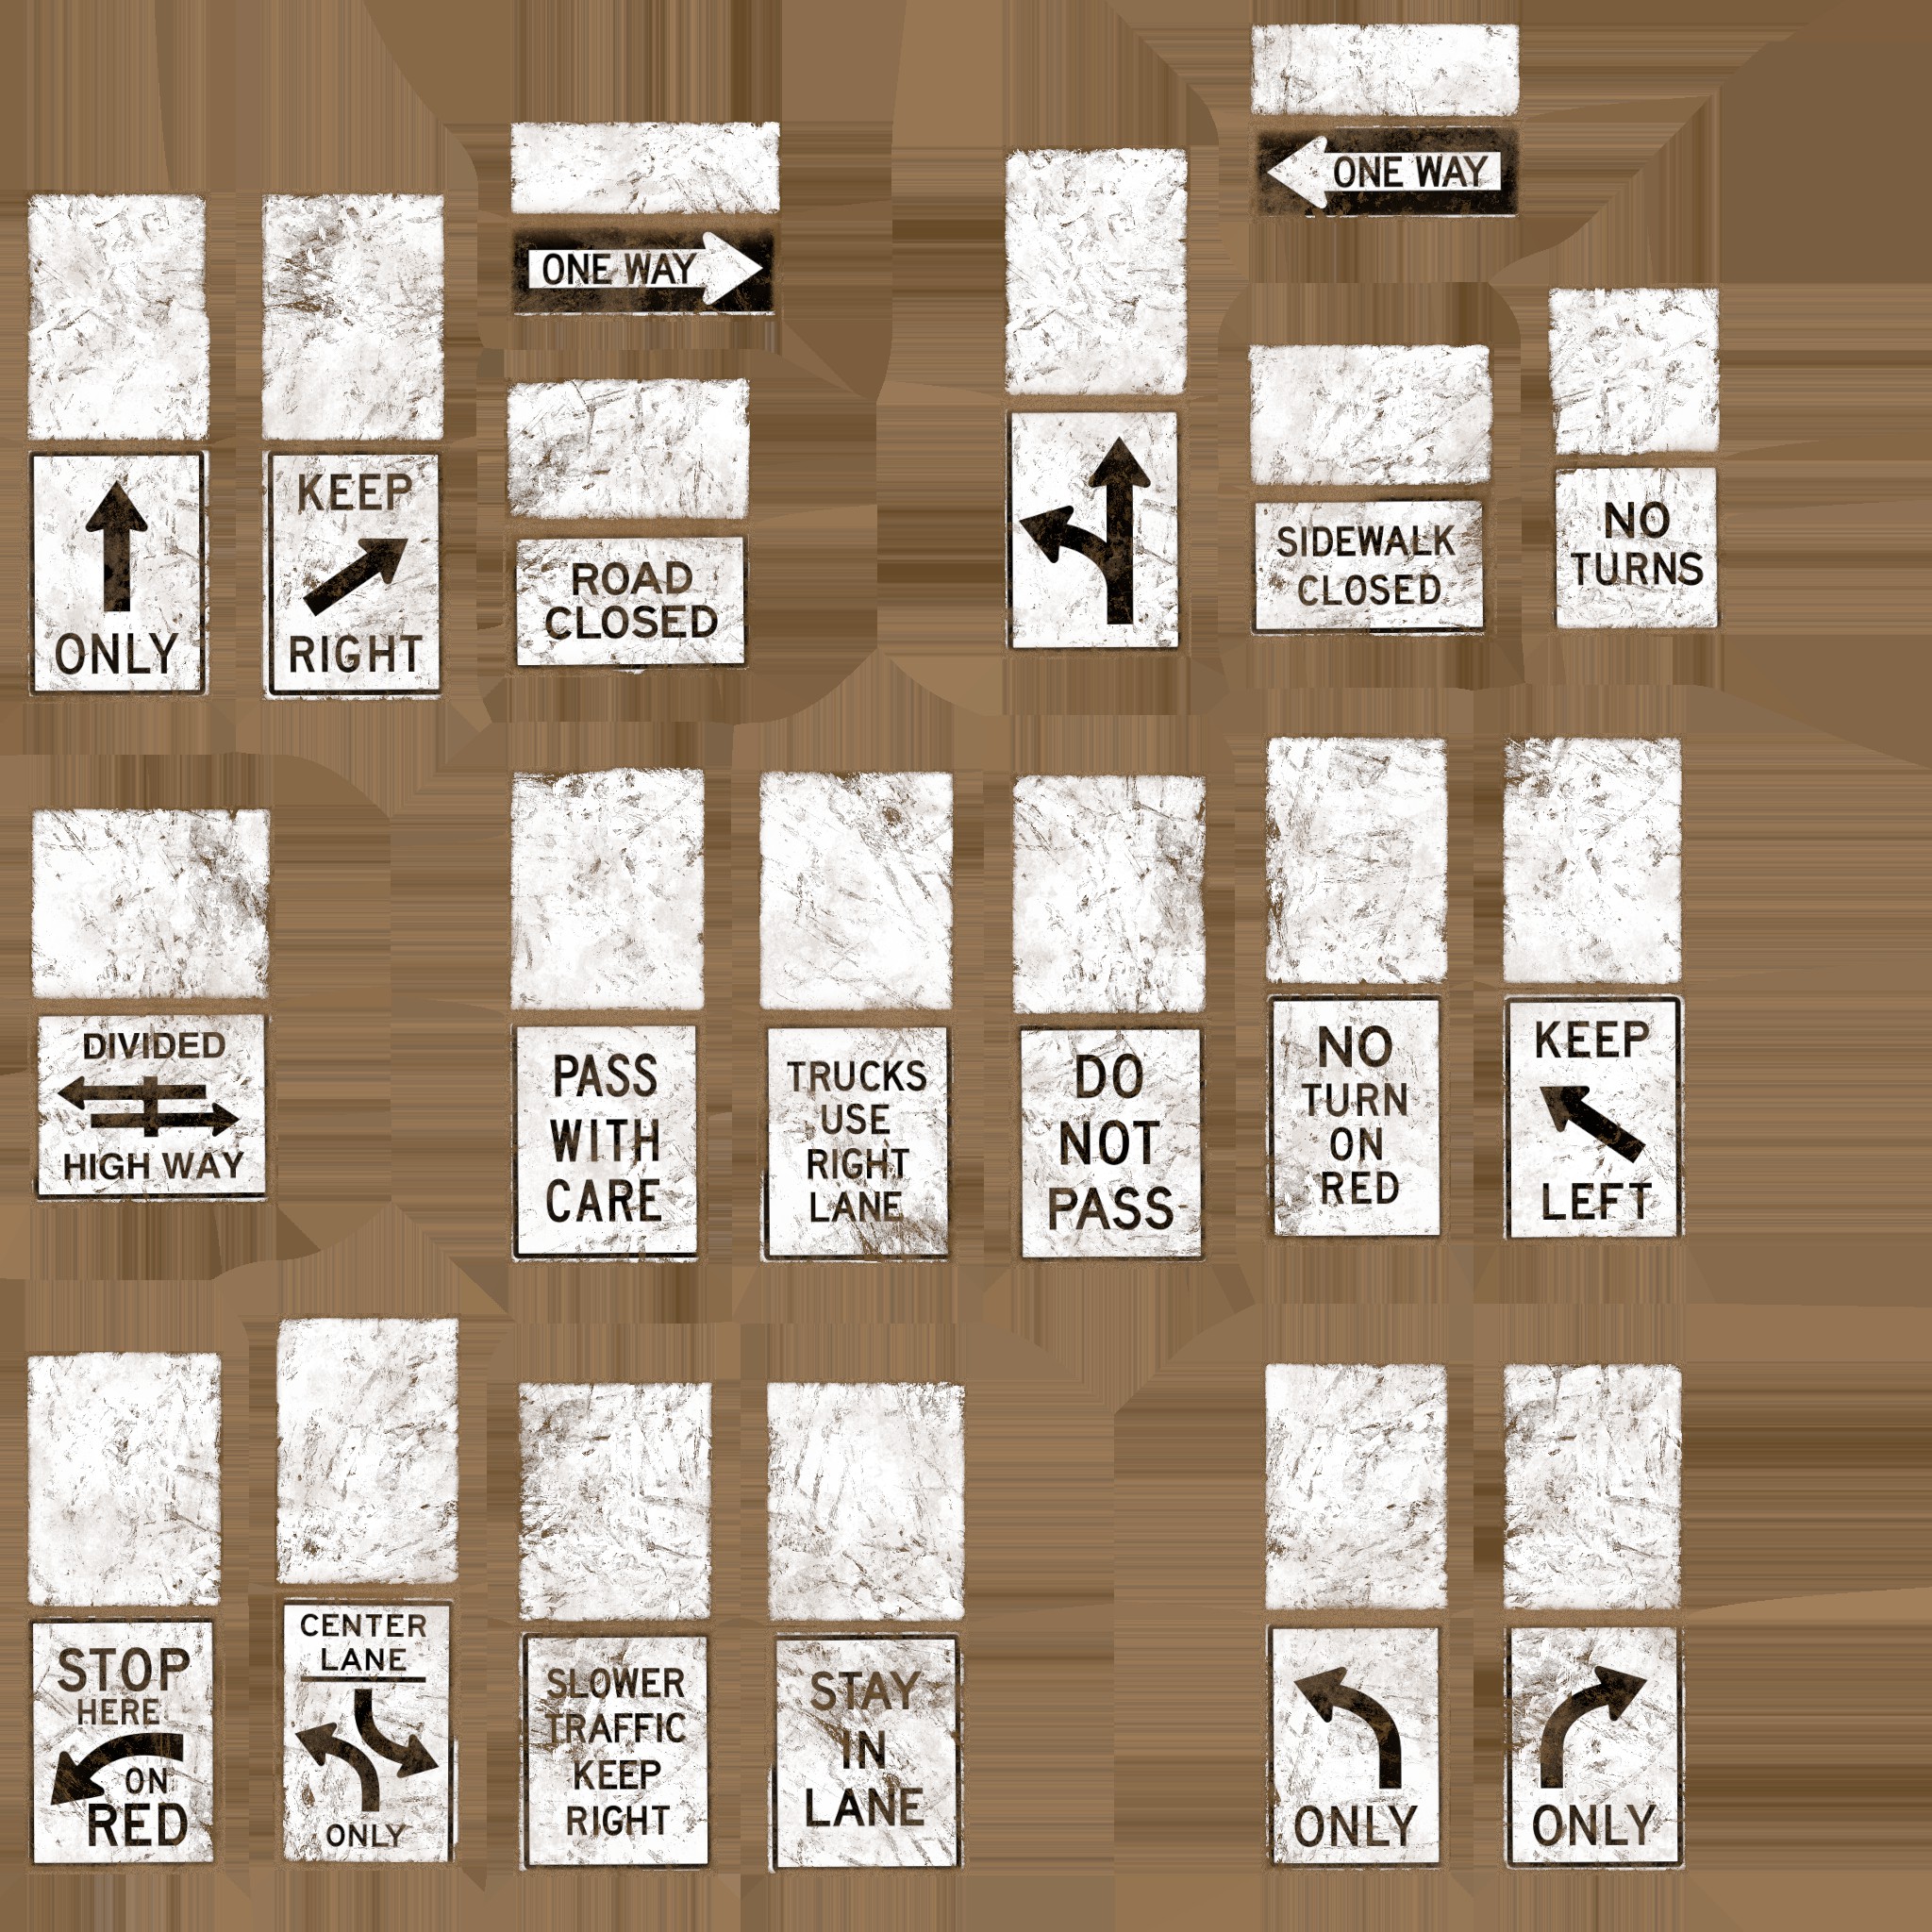 ONE WAY
ONE WAY
ONLY
KEEP
RIGHT
ROAD
CLOSED
SIDEWALK
CLOSED
NO
TURNS
DIVIDED
HIGH WAY
PASS
WITH
CARE
TRUCKS
USE
RIGHT
LANE
DO
NOT
PASS
NO
TURN
ON
RED
KEEP
LEFT
STOP
HERE
ON
RED
CENTER
LANE
ONLY
SLOWER
TRAFFIC
KEEP
RIGHT
STAY
IN
LANE
ONLY
ONLY